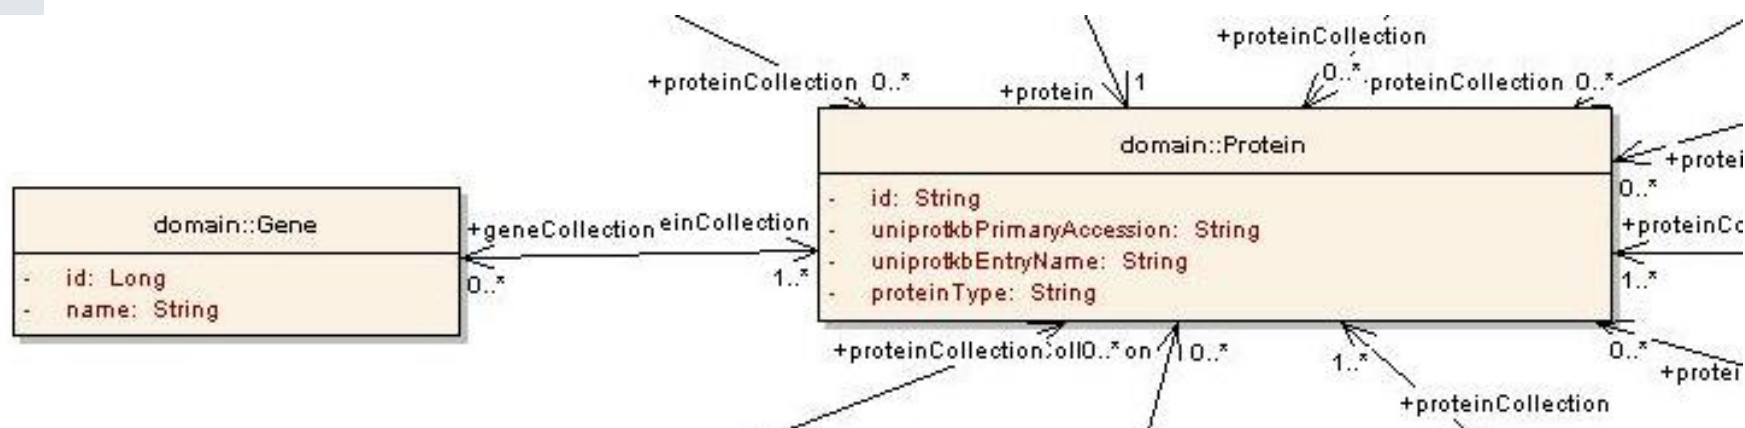 +proteinCollection
+proteinCollection 0..*
+protein
1
0..*
proteinCollection 0..*
domain::Protein
- id: String
- uniprotkbPrimaryAccession: String
- uniprotkbEntryName: String
- proteinType: String
domain::Gene
- id: Long
- name: String
+geneCollection
0..*
einCollection
1..*
+protei
0..*
+proteinCo
1..*
+proteinCollection
0..*
on
0..*
1..*
+proteinCollection
0..*
+protei